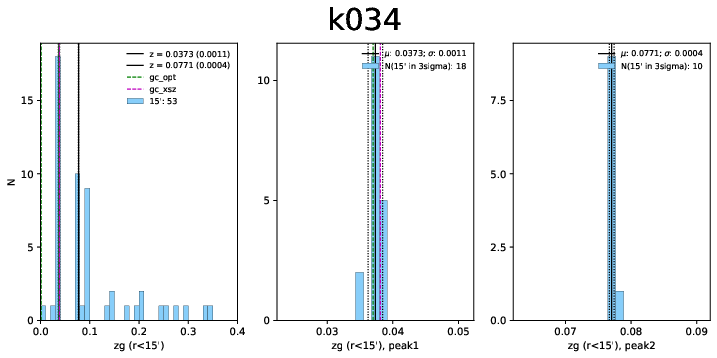 k034
z = 0.0373 (0.0011)
z = 0.0771 (0.0004)
gc_opt
gc_xsz
15': 53
N
0
5
10
15
0.0 0.1 0.2 0.3 0.4
zg (r<15')
μ: 0.0373; σ: 0.0011
N(15' in 3sigma): 18
0
5
10
0.03 0.04 0.05
zg (r<15'), peak1
μ: 0.0771; σ: 0.0004
N(15' in 3sigma): 10
0.0
2.5
5.0
7.5
0.07 0.08 0.09
zg (r<15'), peak2